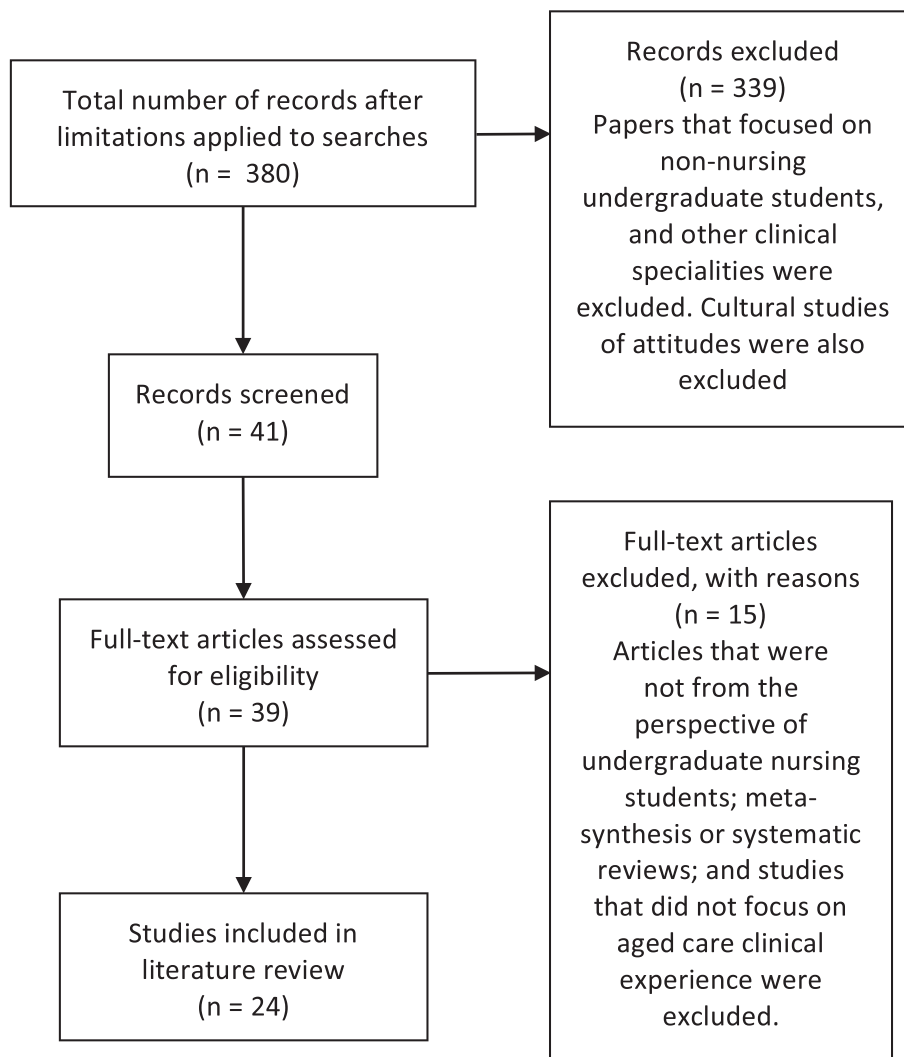 Total number of records after
limitations applied to searches
(n =  380)
Records excluded
(n = 339)
Papers that focused on
non-nursing
undergraduate students,
and other clinical
specialities were
excluded. Cultural studies
of attitudes were also
excluded
Records screened
(n = 41)
Full-text articles assessed
for eligibility
(n = 39)
Full-text articles
excluded, with reasons
(n = 15)
Articles that were
not from the
perspective of
undergraduate nursing
students; meta-
synthesis or systematic
reviews; and studies
that did not focus on
aged care clinical
experience were
excluded.
Studies included in
literature review
(n = 24)